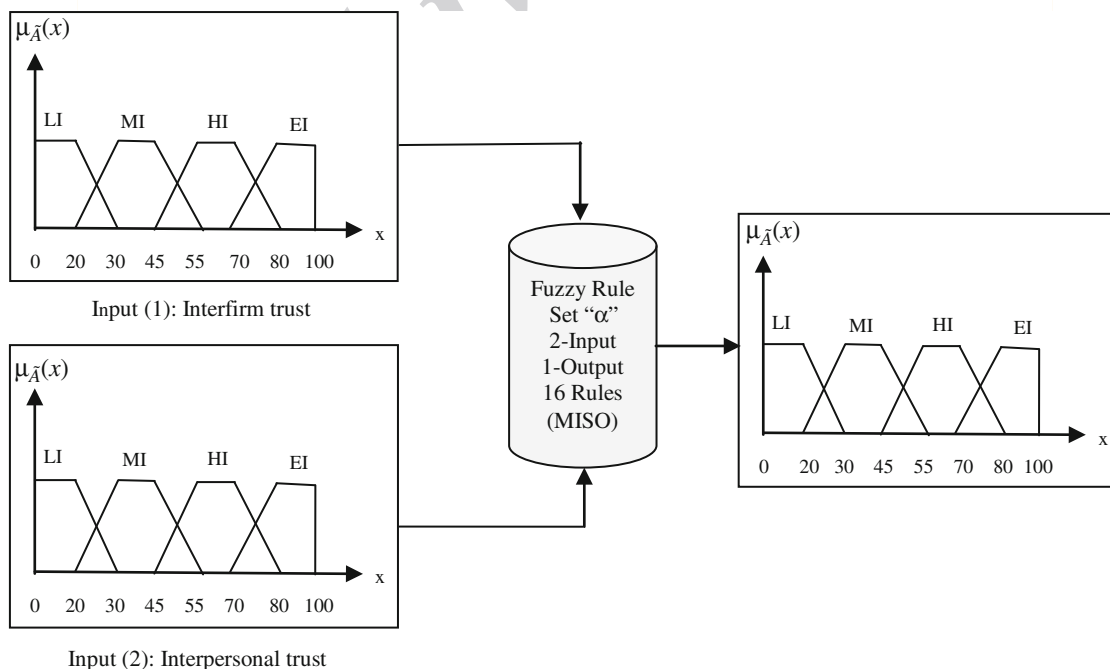 μÃ(x)
LI MI HI EI
x
0 20 30 45 55 70 80 100
Input (1): Interfirm trust
μÃ(x)
LI MI HI EI
x
0 20 30 45 55 70 80 100
Input (2): Interpersonal trust
Fuzzy Rule
Set “α”
2-Input
1-Output
16 Rules
(MISO)
μÃ(x)
LI MI HI EI
x
0 20 30 45 55 70 80 100